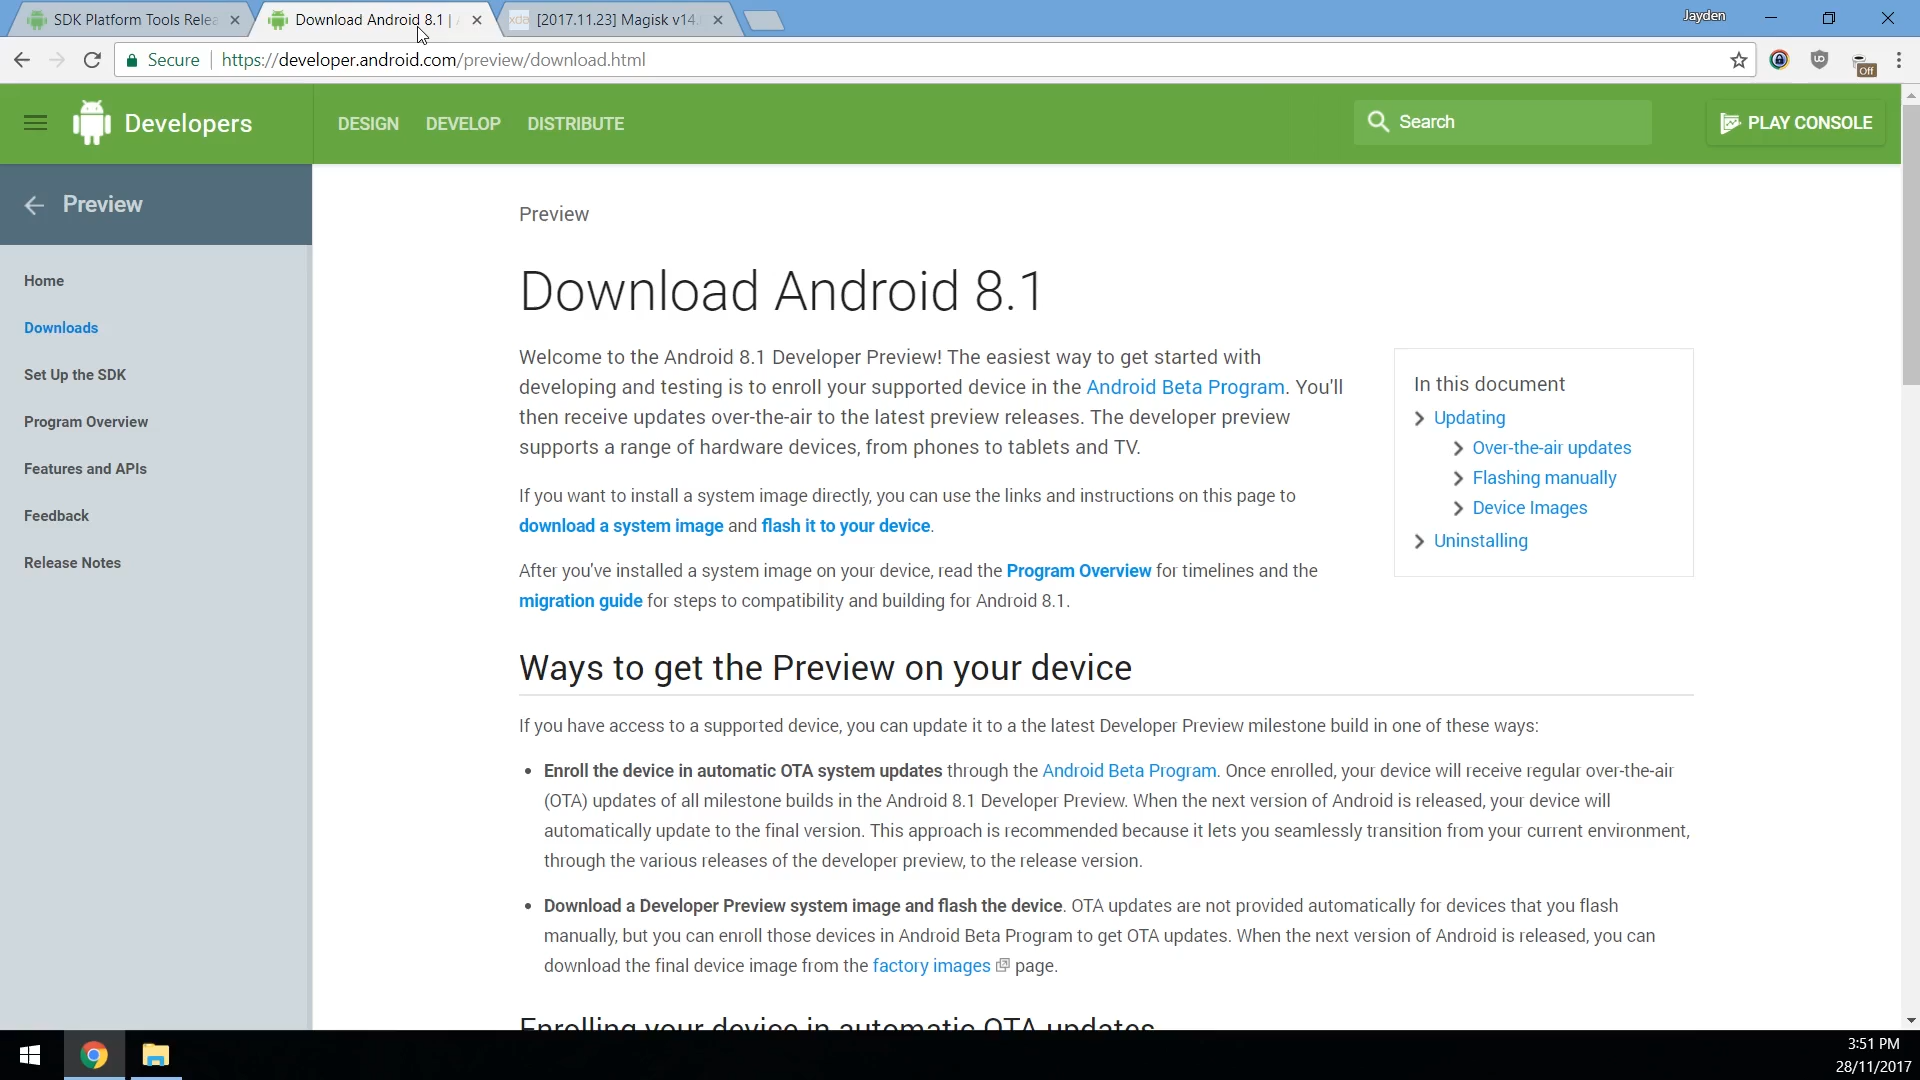 SDK Platform Tools Relea
Download Android 8.1 |
xda [2017.11.23] Magisk v14.
Jayden
Secure
https://developer.android.com/preview/download.html
Off
Developers
DESIGN
DEVELOP
DISTRIBUTE
Search
PLAY CONSOLE
Preview
Home
Downloads
Set Up the SDK
Program Overview
Features and APIs
Feedback
Release Notes
Preview
Download Android 8.1
Welcome to the Android 8.1 Developer Preview! The easiest way to get started with
developing and testing is to enroll your supported device in the Android Beta Program. You'll
then receive updates over-the-air to the latest preview releases. The developer preview
supports a range of hardware devices, from phones to tablets and TV.
If you want to install a system image directly, you can use the links and instructions on this page to
download a system image and flash it to your device.
After you've installed a system image on your device, read the Program Overview for timelines and the
migration guide for steps to compatibility and building for Android 8.1.
In this document
Updating
Over-the-air updates
Flashing manually
Device Images
Uninstalling
Ways to get the Preview on your device
If you have access to a supported device, you can update it to a the latest Developer Preview milestone build in one of these ways:
• Enroll the device in automatic OTA system updates through the Android Beta Program. Once enrolled, your device will receive regular over-the-air
(OTA) updates of all milestone builds in the Android 8.1 Developer Preview. When the next version of Android is released, your device will
automatically update to the final version. This approach is recommended because it lets you seamlessly transition from your current environment,
through the various releases of the developer preview, to the release version.
• Download a Developer Preview system image and flash the device. OTA updates are not provided automatically for devices that you flash
manually, but you can enroll those devices in Android Beta Program to get OTA updates. When the next version of Android is released, you can
download the final device image from the factory images page.
Enrolling your device in automatic OTA updates
3:51 PM
28/11/2017